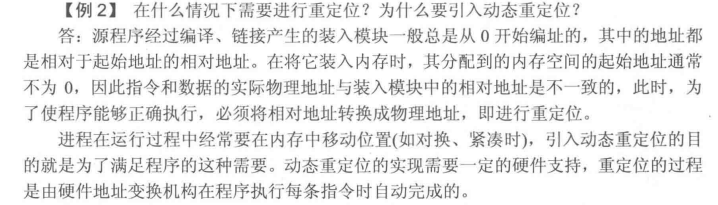 【例2】 在什么情况下需要进行重定位？为什么要引入动态重定位？
答：源程序经过编译、链接产生的装入模块一般总是从 0 开始编址的，其中的地址都
是相对于起始地址的相对地址。在将它装入内存时，其分配到的内存空间的起始地址通常
不为 0，因此指令和数据的实际物理地址与装入模块中的相对地址是不一致的，此时，为
了使程序能够正确执行，必须将相对地址转换成物理地址，即进行重定位。
进程在运行过程中经常要在内存中移动位置(如对换、紧凑时)，引入动态重定位的目
的就是为了满足程序的这种需要。动态重定位的实现需要一定的硬件支持，重定位的过程
是由硬件地址变换机构在程序执行每条指令时自动完成的。